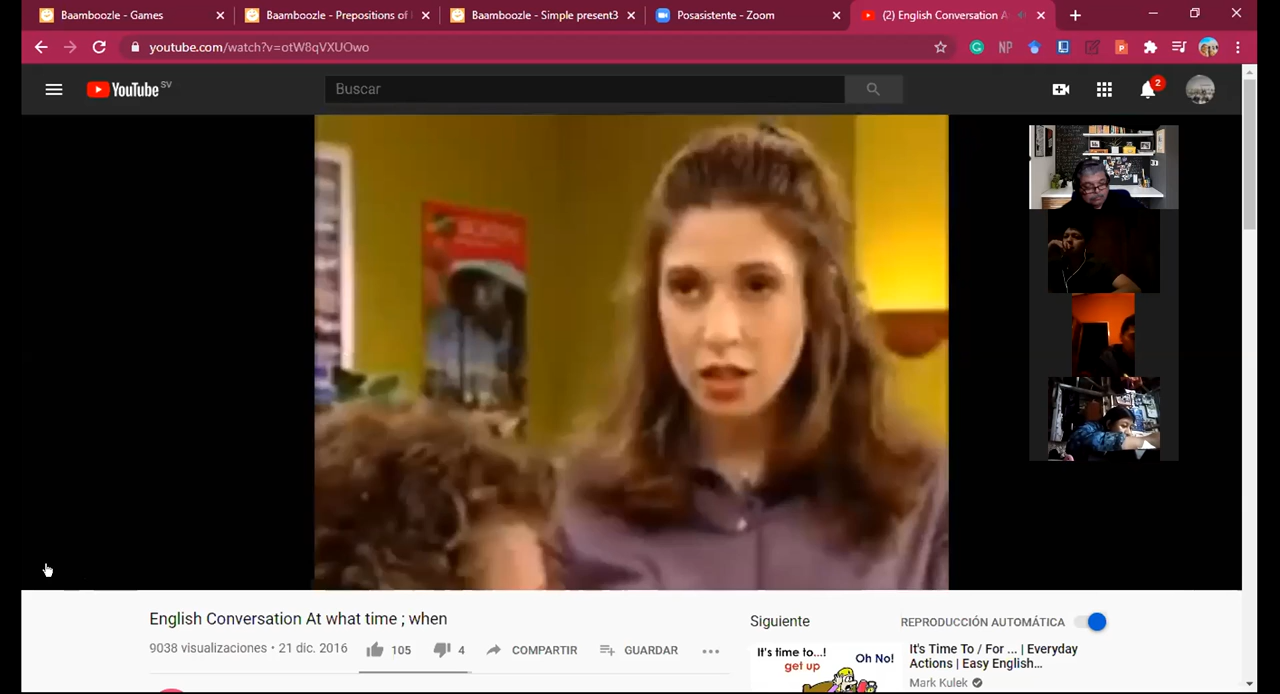 Baamboozle - Games
Baamboozle - Prepositions of
Baamboozle - Simple present3
Posasistente - Zoom
(2) English Conversation A
youtube.com/watch?v=otW8qVXUOwo
NP
YouTube SV
Buscar
2
English Conversation At what time ; when
9038 visualizaciones • 21 dic. 2016
105
4
COMPARTIR
GUARDAR
Siguiente
REPRODUCCIÓN AUTOMÁTICA
It's time to...!
get up
Oh No!
It's Time To / For ... | Everyday
Actions | Easy English...
Mark Kulek